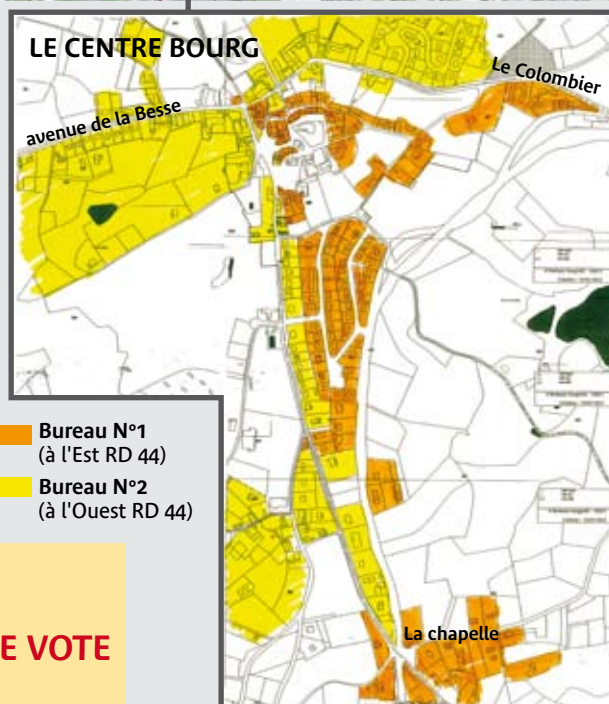 LE CENTRE BOURG
Le Colombier
avenue de la Besse
Bureau N°1
(à l'Est RD 44)
Bureau N°2
(à l'Ouest RD 44)
E VOTE
La chapelle